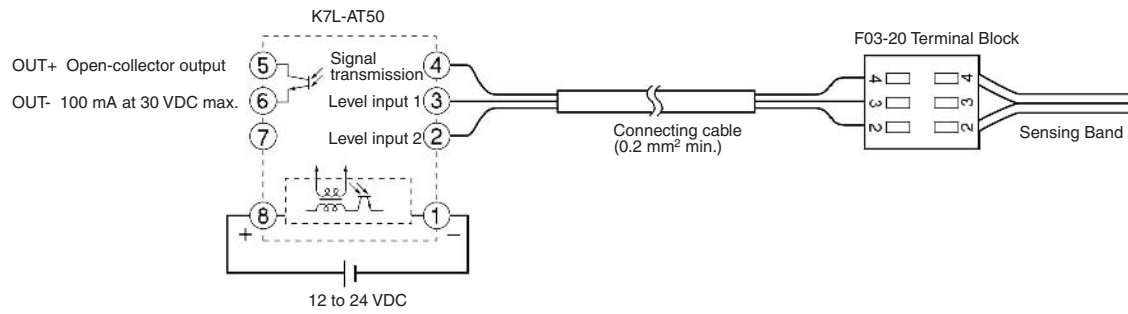 K7L-AT50
F03-20 Terminal Block
OUT+ Open-collector output
5
Signal transmission
4
OUT- 100 mA at 30 VDC max.
6
Level input 1
3
7
Level input 2
2
8
1
+
−
12 to 24 VDC
Connecting cable
(0.2 mm² min.)
4
4
3
3
2
2
Sensing Band